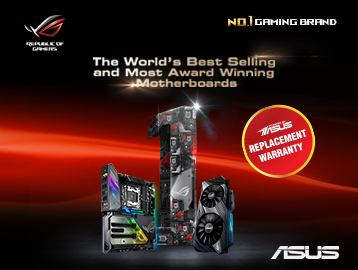 NO.1 GAMING BRAND
REPUBLIC OF
GAMERS
The World's Best Selling
and Most Award Winning
Motherboards
ASUS
REPLACEMENT
WARRANTY
ASUS